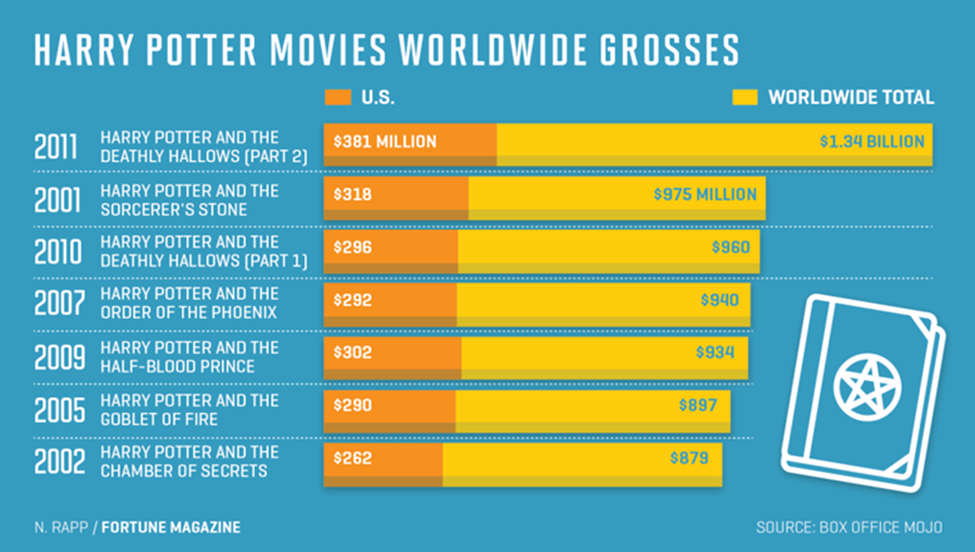 HARRY POTTER MOVIES WORLDWIDE GROSSES
U.S. WORLDWIDE TOTAL
2011 HARRY POTTER AND THE
DEATHLY HALLOWS (PART 2) $381 MILLION $1.34 BILLION
2001 HARRY POTTER AND THE
SORCERER'S STONE $318 $975 MILLION
2010 HARRY POTTER AND THE
DEATHLY HALLOWS (PART 1) $296 $960
2007 HARRY POTTER AND THE
ORDER OF THE PHOENIX $292 $940
2009 HARRY POTTER AND THE
HALF-BLOOD PRINCE $302 $934
2005 HARRY POTTER AND THE
GOBLET OF FIRE $290 $897
2002 HARRY POTTER AND THE
CHAMBER OF SECRETS $262 $879
N. RAPP / FORTUNE MAGAZINE SOURCE: BOX OFFICE MOJO